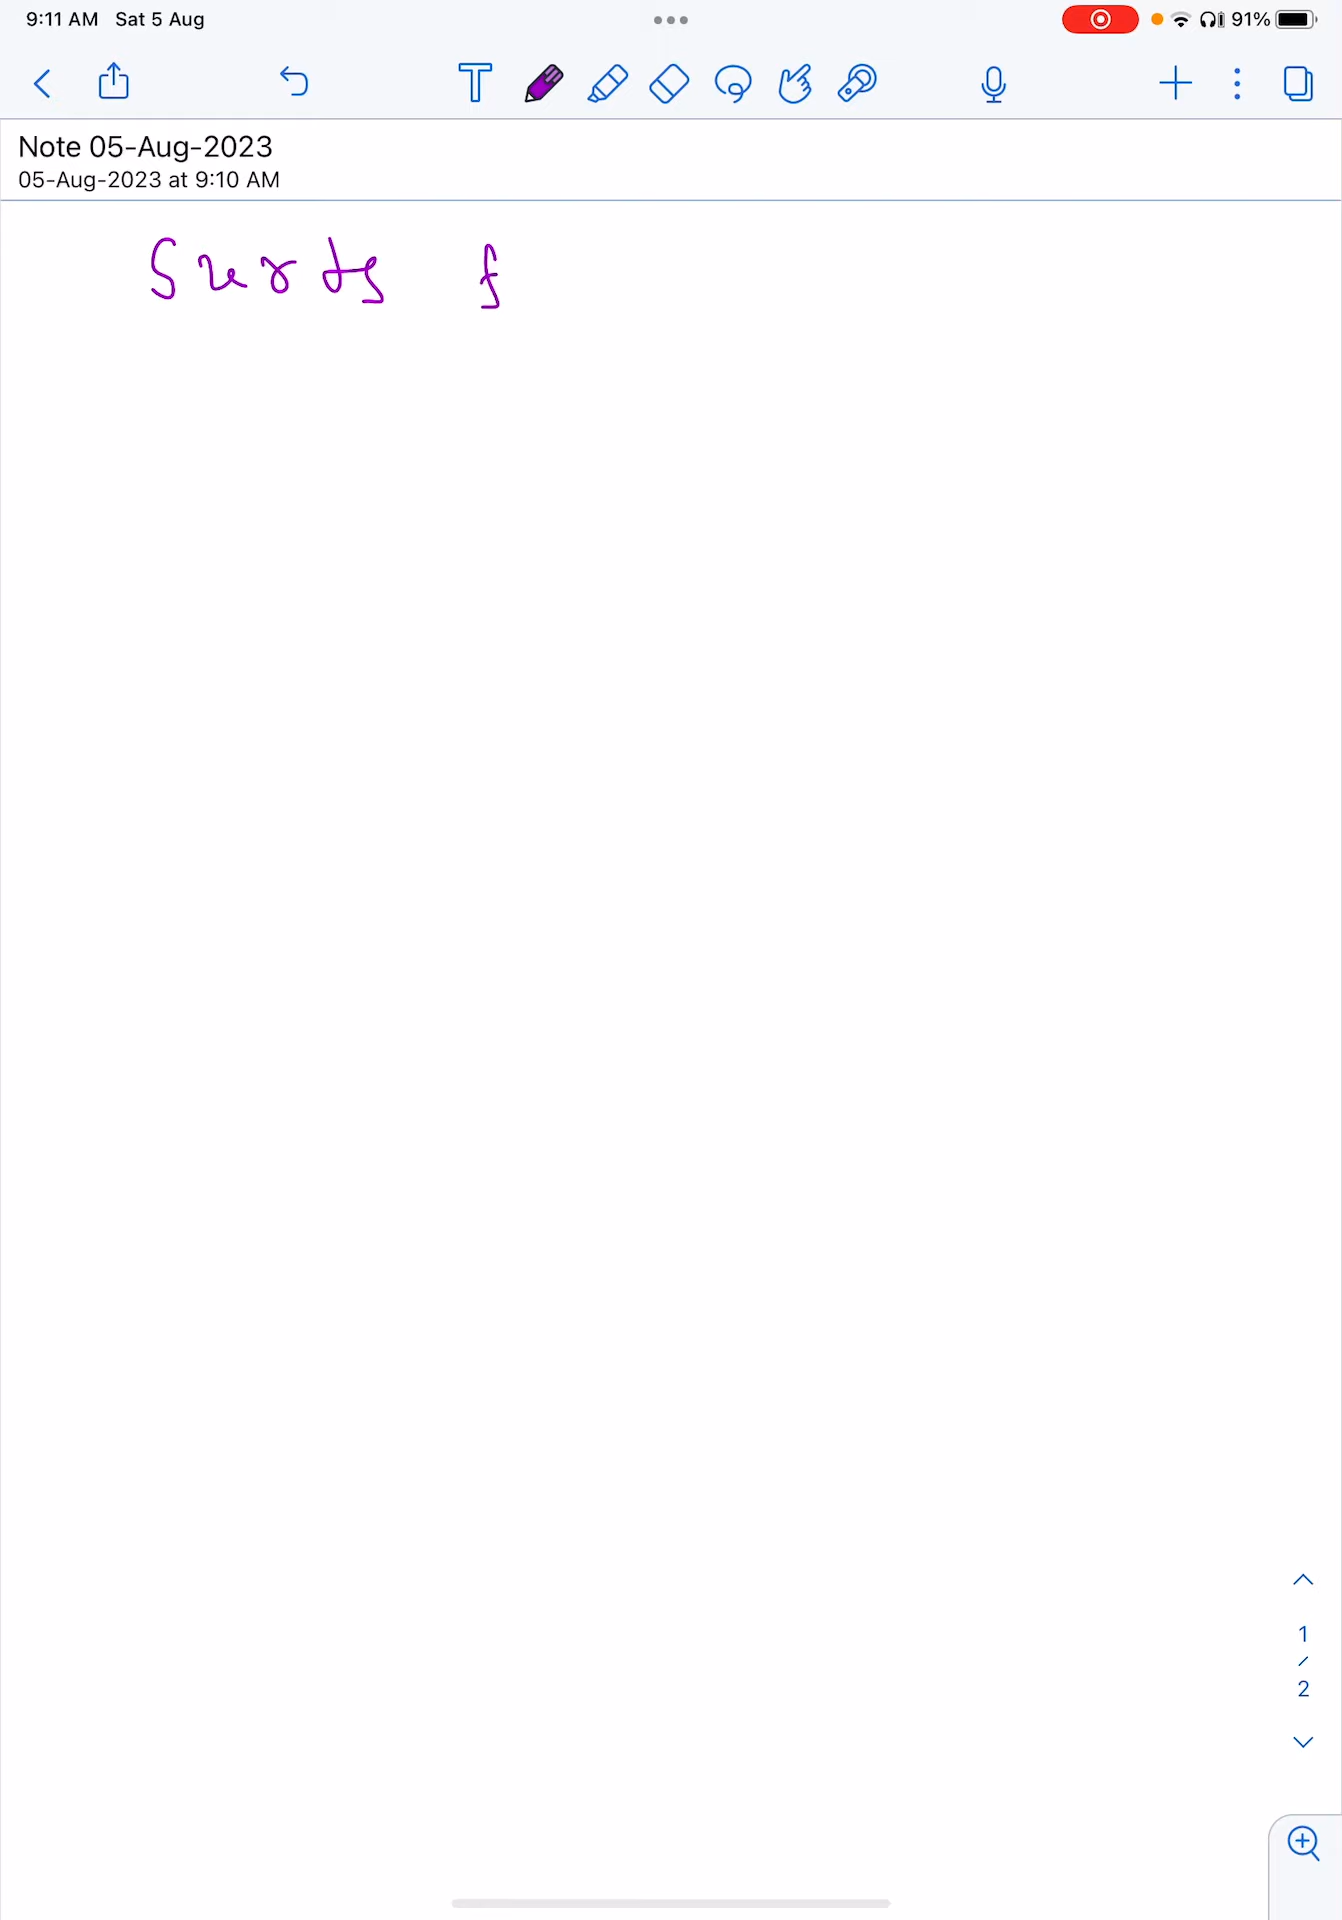 9:11 AM Sat 5 Aug
91%
Note 05-Aug-2023
05-Aug-2023 at 9:10 AM
Surds f
1
/
2